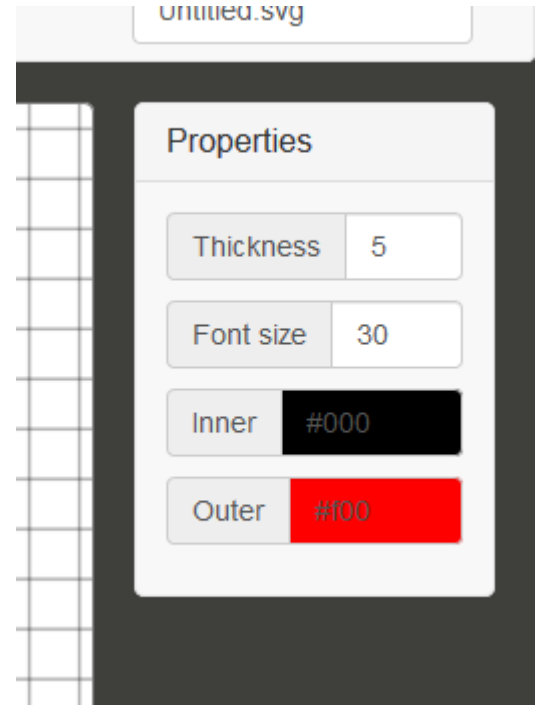 Untitled.svg
Properties
Thickness 5
Font size 30
Inner #000
Outer #f00